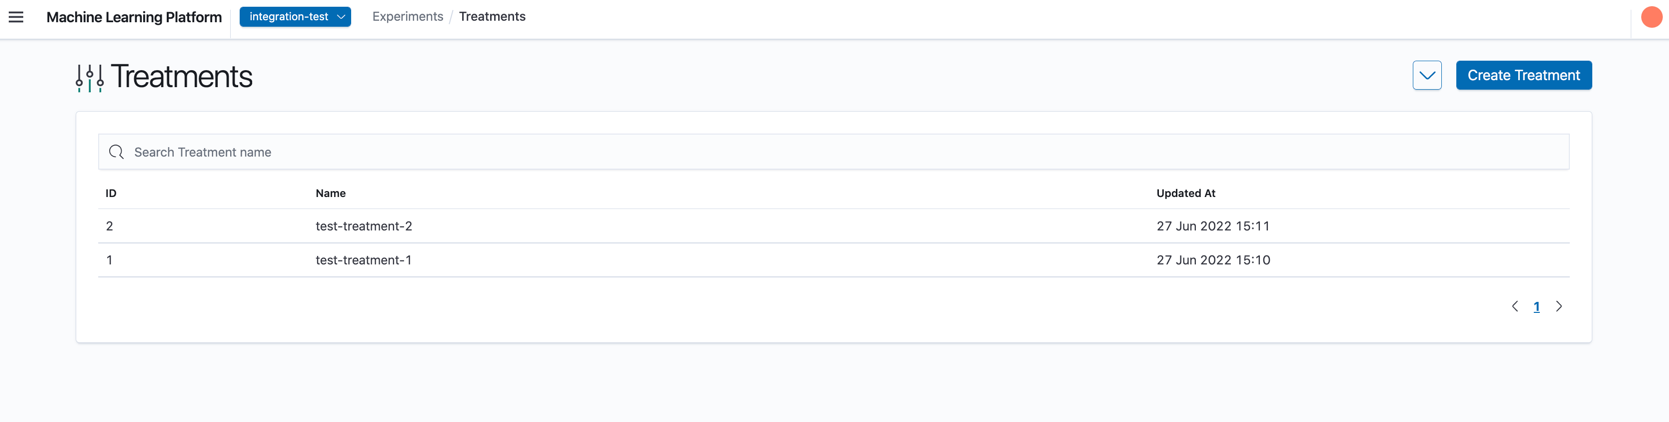 Machine Learning Platform integration-test Experiments / Treatments
Treatments
Create Treatment
Search Treatment name
ID Name Updated At
2 test-treatment-2 27 Jun 2022 15:11
1 test-treatment-1 27 Jun 2022 15:10
1